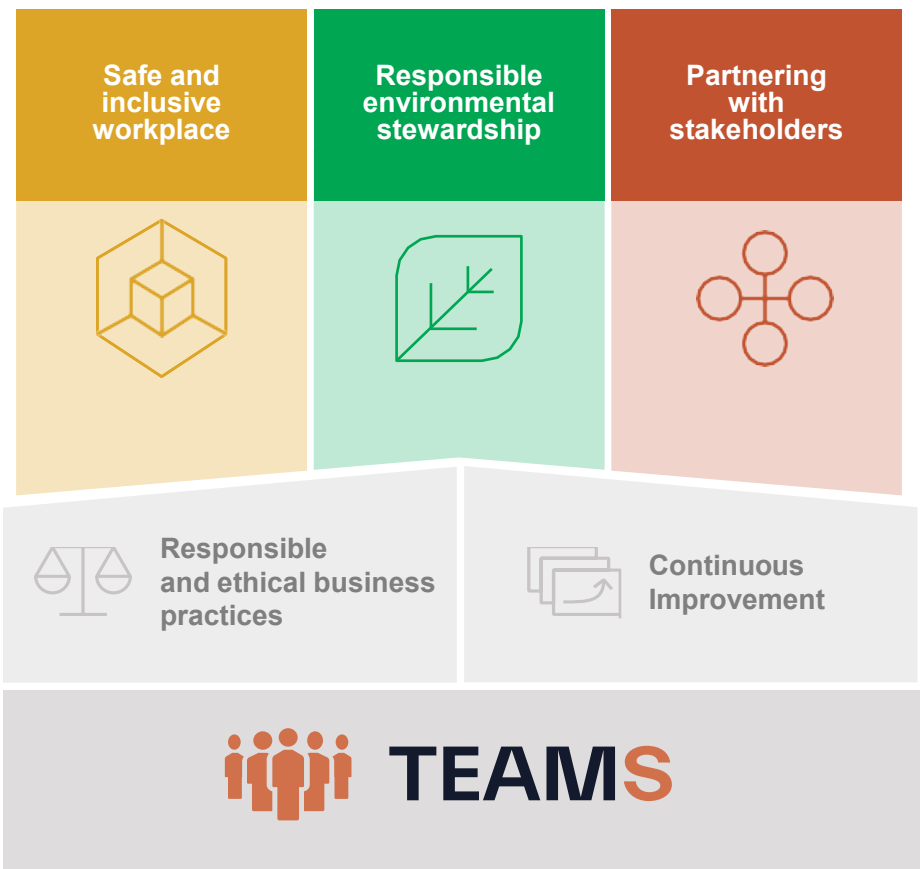 Safe and
inclusive
workplace
Responsible
environmental
stewardship
Partnering
with
stakeholders
Responsible
and ethical business
practices
Continuous
Improvement
TEAMS